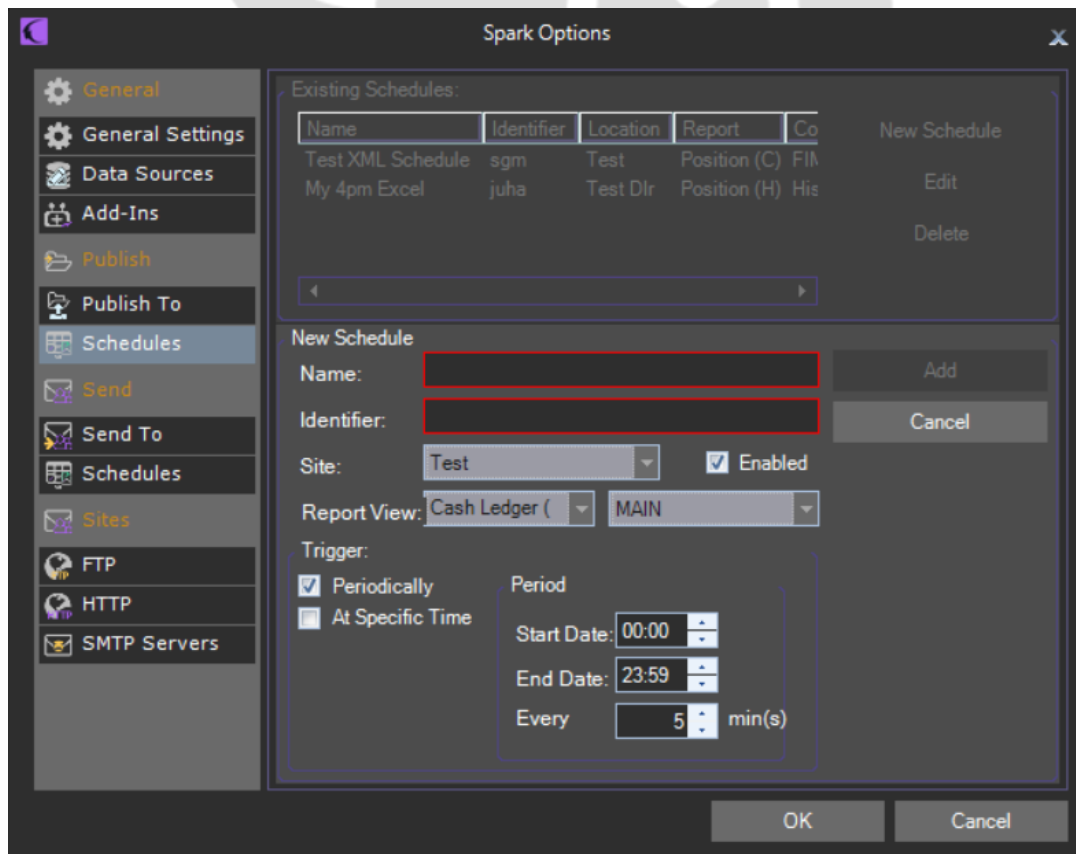 Spark Options
General
General Settings
Data Sources
Add-Ins
Publish
Publish To
Schedules
Send
Send To
Schedules
Sites
FTP
HTTP
SMTP Servers
Existing Schedules:
Name Identifier Location Report Co
Test XML Schedule sgm Test Position (C) FIM
My 4pm Excel juha Test Dlr Position (H) His
New Schedule
Edit
Delete
New Schedule
Name:
Add
Identifier:
Cancel
Site: Test Enabled
Report View: Cash Ledger ( MAIN
Trigger:
Periodically
At Specific Time
Period
Start Date: 00:00
End Date: 23:59
Every 5 min(s)
OK Cancel